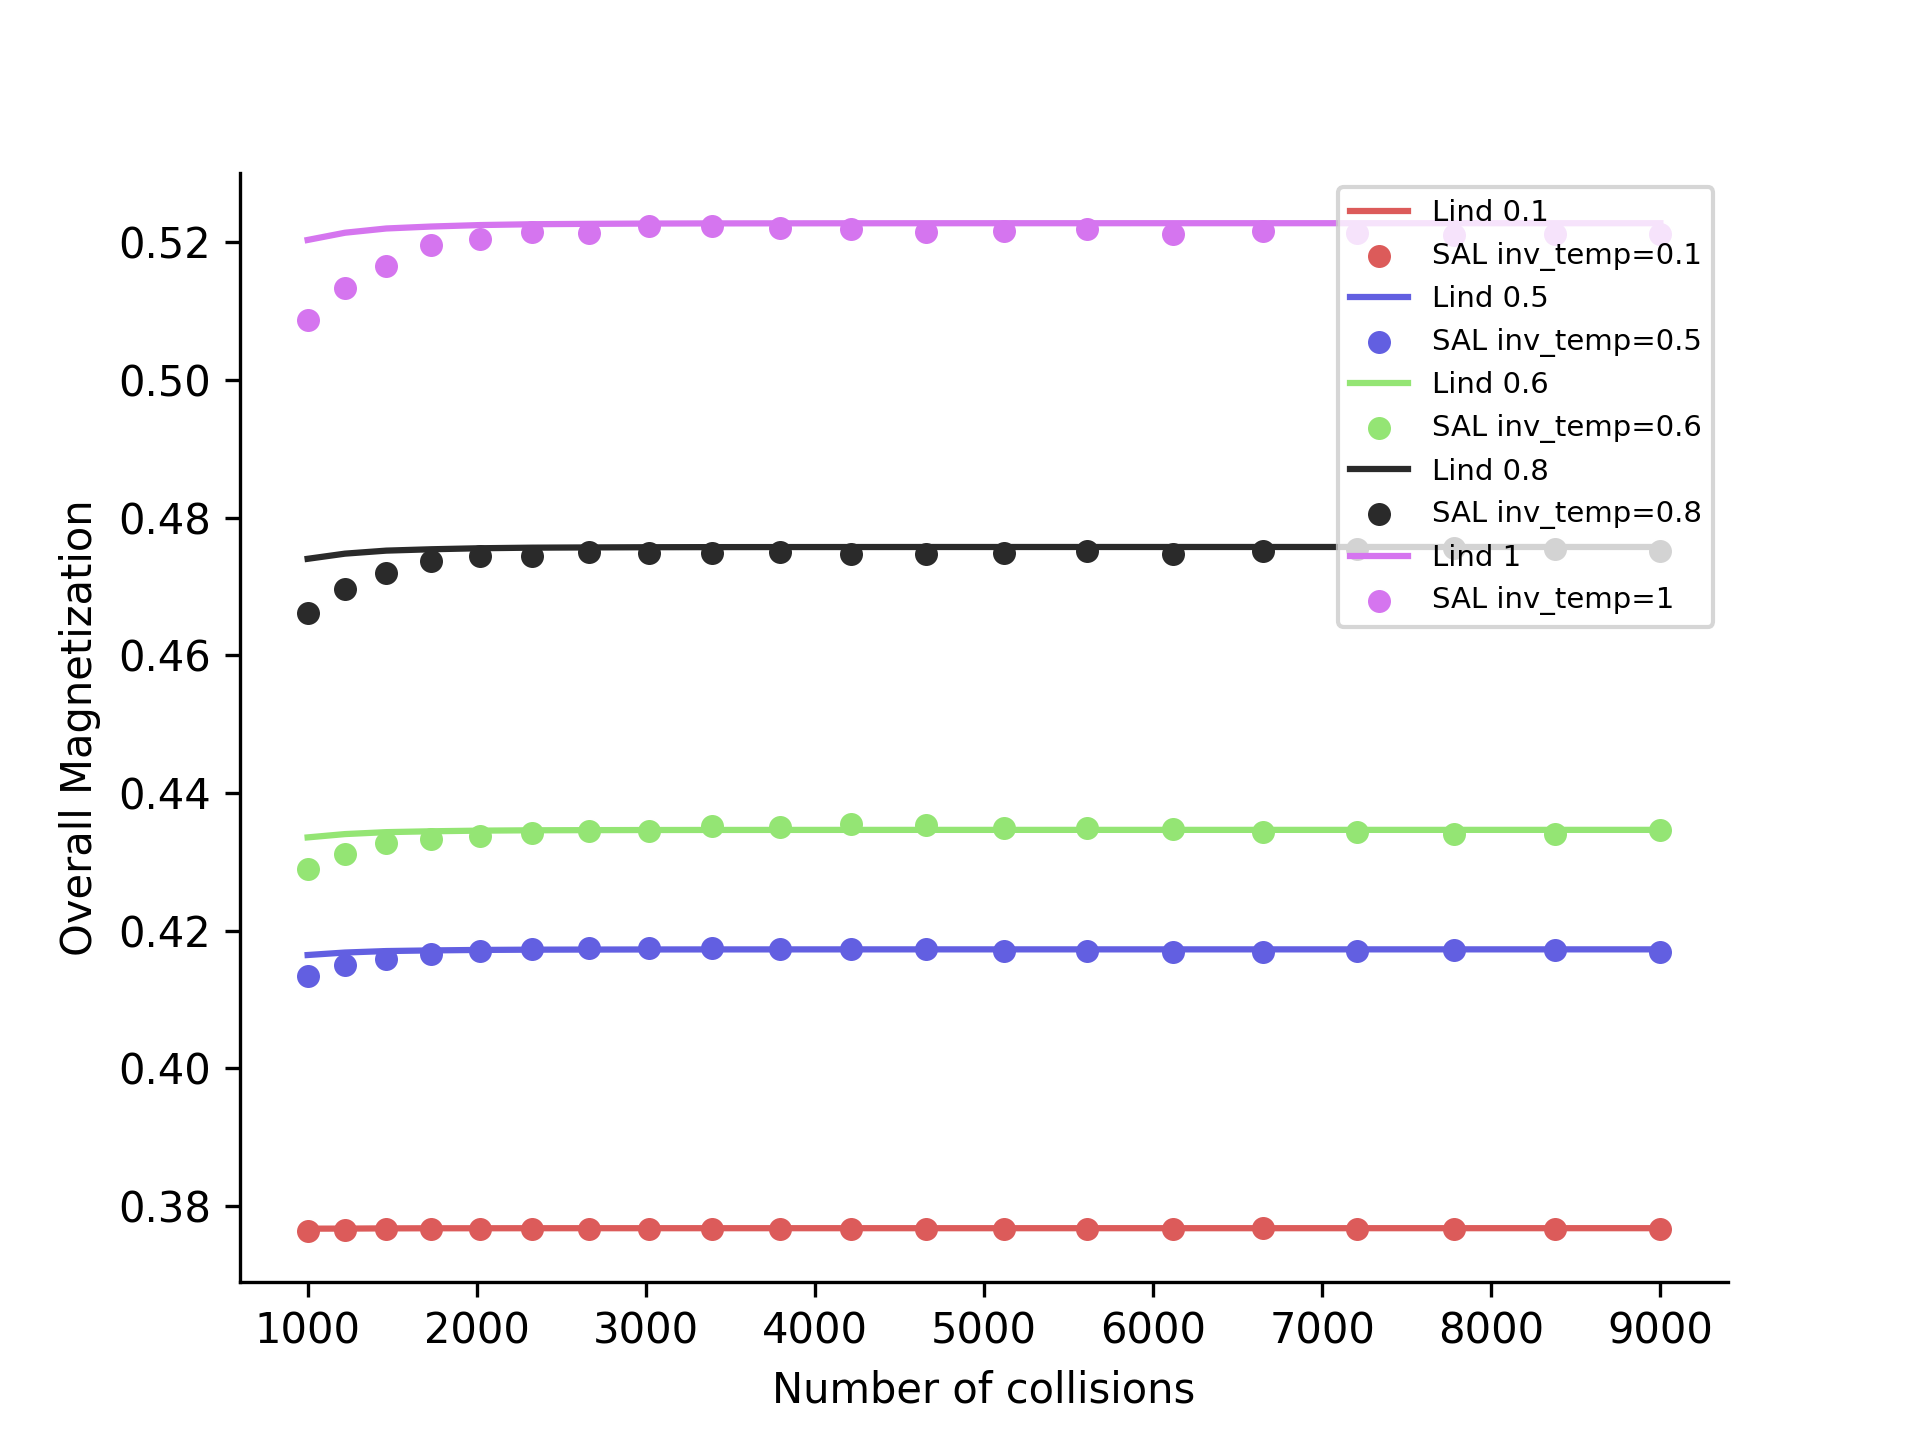 Lind 0.1
SAL inv_temp=0.1
Lind 0.5
SAL inv_temp=0.5
Lind 0.6
SAL inv_temp=0.6
Lind 0.8
SAL inv_temp=0.8
Lind 1
SAL inv_temp=1
Overall Magnetization
0.52
0.50
0.48
0.46
0.44
0.42
0.40
0.38
1000 2000 3000 4000 5000 6000 7000 8000 9000
Number of collisions